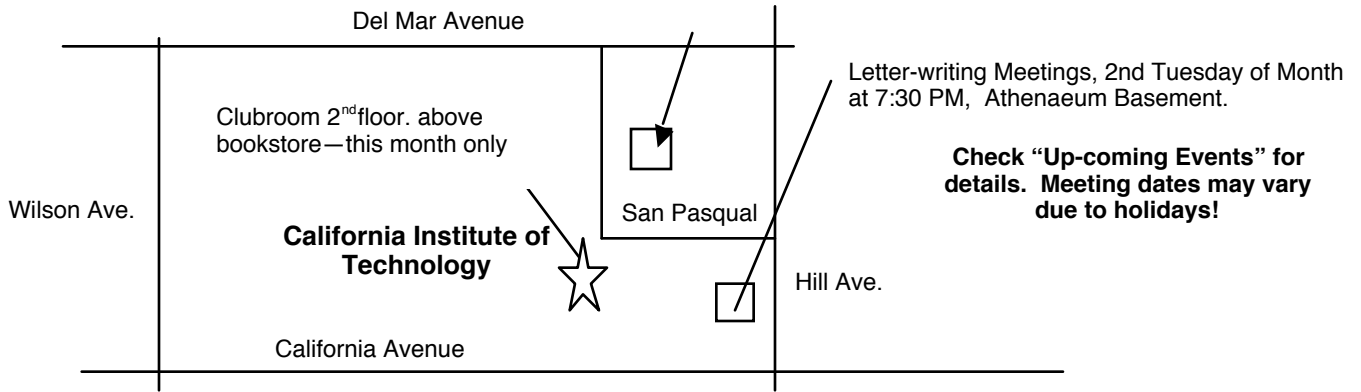 Del Mar Avenue
Letter-writing Meetings, 2nd Tuesday of Month
at 7:30 PM,  Athenaeum Basement.
Clubroom 2nd floor. above
bookstore—this month only
Check “Up-coming Events” for
details.  Meeting dates may vary
due to holidays!
Wilson Ave.
San Pasqual
California Institute of
Technology
Hill Ave.
California Avenue